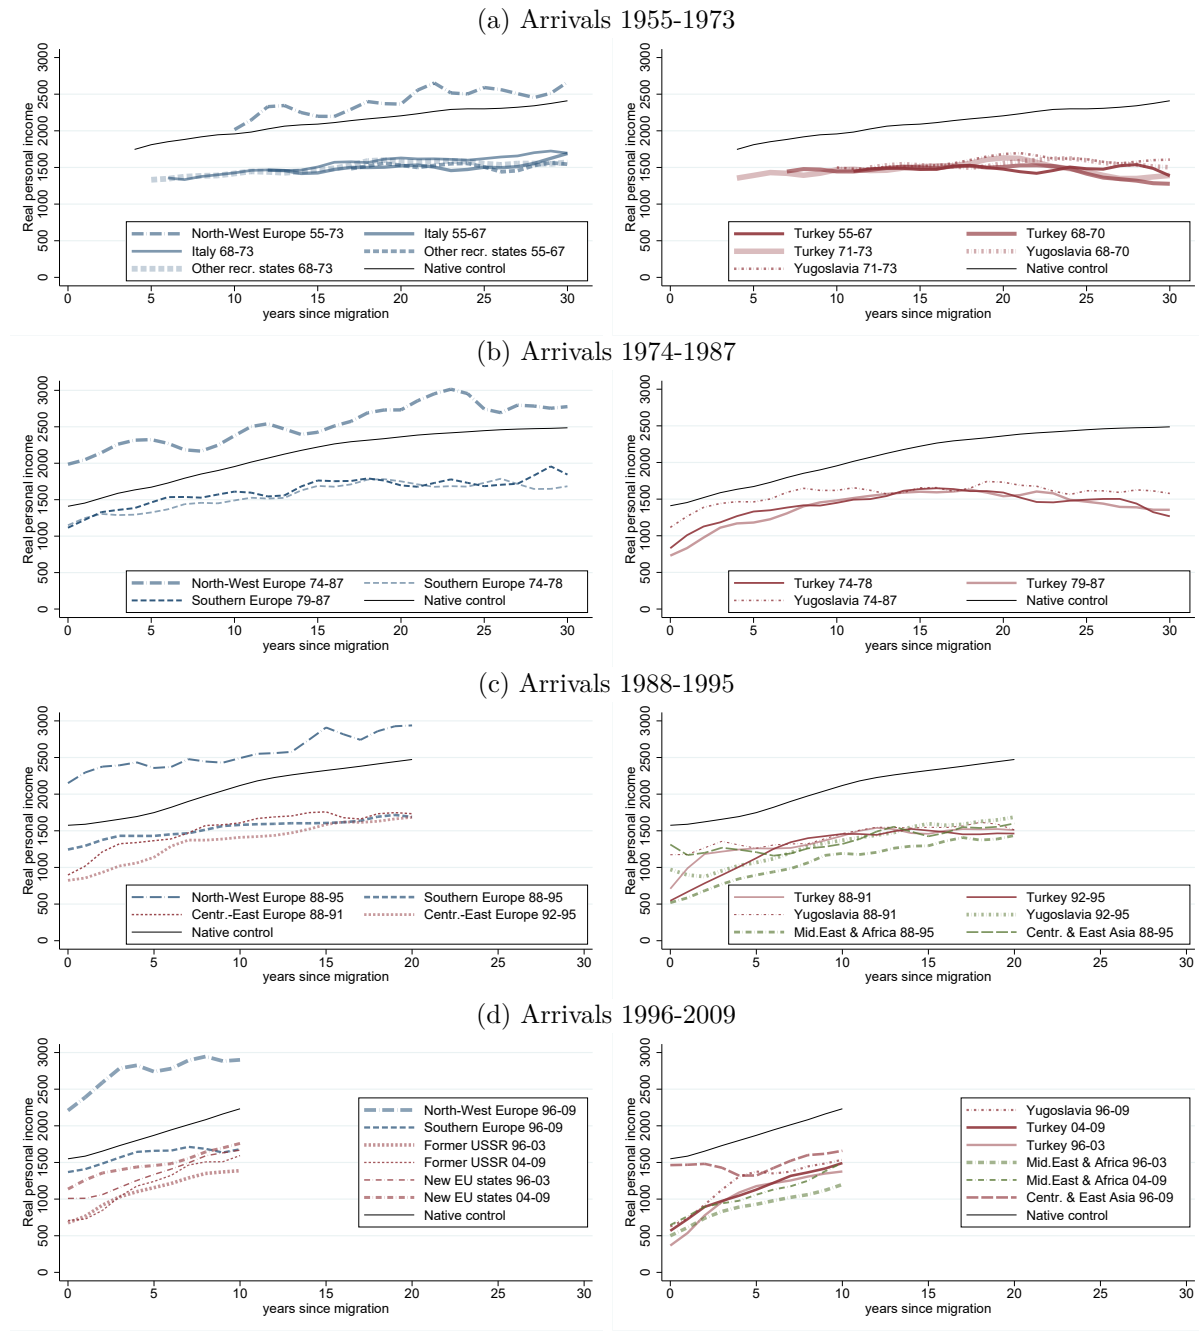 (a) Arrivals 1955-1973
Real personal income
0 500 1000 1500 2000 2500 3000
North-West Europe 55-73 Italy 55-67
Italy 68-73 Other recr. states 55-67
Other recr. states 68-73 Native control
0 5 10 15 20 25 30
years since migration
Real personal income
0 500 1000 1500 2000 2500 3000
Turkey 55-67 Turkey 68-70
Turkey 71-73 Yugoslavia 68-70
Yugoslavia 71-73 Native control
0 5 10 15 20 25 30
years since migration
(b) Arrivals 1974-1987
Real personal income
0 500 1000 1500 2000 2500 3000
North-West Europe 74-87 Southern Europe 74-78
Southern Europe 79-87 Native control
0 5 10 15 20 25 30
years since migration
Real personal income
0 500 1000 1500 2000 2500 3000
Turkey 74-78 Turkey 79-87
Yugoslavia 74-87 Native control
0 5 10 15 20 25 30
years since migration
(c) Arrivals 1988-1995
Real personal income
0 500 1000 1500 2000 2500 3000
North-West Europe 88-95 Southern Europe 88-95
Centr.-East Europe 88-91 Centr.-East Europe 92-95
Native control
0 5 10 15 20 25 30
years since migration
Real personal income
0 500 1000 1500 2000 2500 3000
Turkey 88-91 Turkey 92-95
Yugoslavia 88-91 Yugoslavia 92-95
Mid.East & Africa 88-95 Centr. & East Asia 88-95
0 5 10 15 20 25 30
years since migration
(d) Arrivals 1996-2009
Real personal income
0 500 1000 1500 2000 2500 3000
North-West Europe 96-09
Southern Europe 96-09
Former USSR 96-03
Former USSR 04-09
New EU states 96-03
New EU states 04-09
Native control
0 5 10 15 20 25 30
years since migration
Real personal income
0 500 1000 1500 2000 2500 3000
Yugoslavia 96-09
Turkey 04-09
Turkey 96-03
Mid.East & Africa 96-03
Mid.East & Africa 04-09
Centr. & East Asia 96-09
Native control
0 5 10 15 20 25 30
years since migration